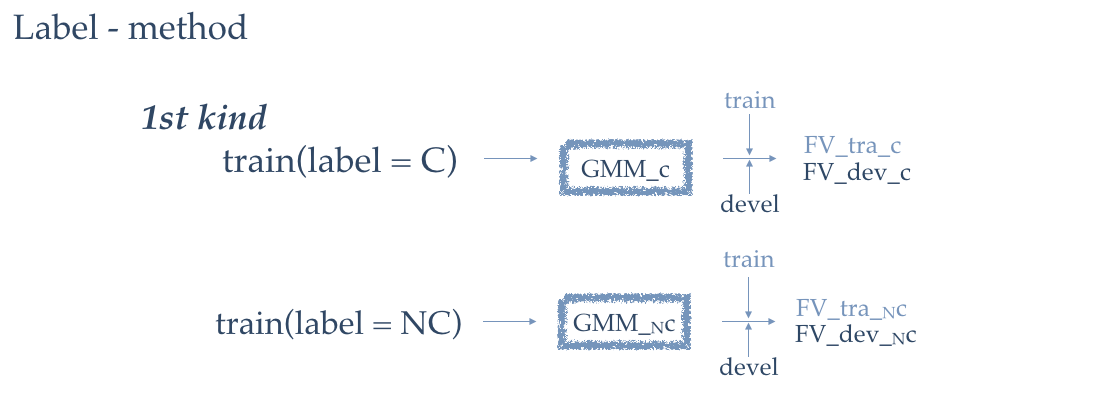 Label - method
1st kind
train(label = C)
GMM_c
train
devel
FV_tra_c
FV_dev_c
train(label = NC)
GMM_Nc
train
devel
FV_tra_Nc
FV_dev_Nc